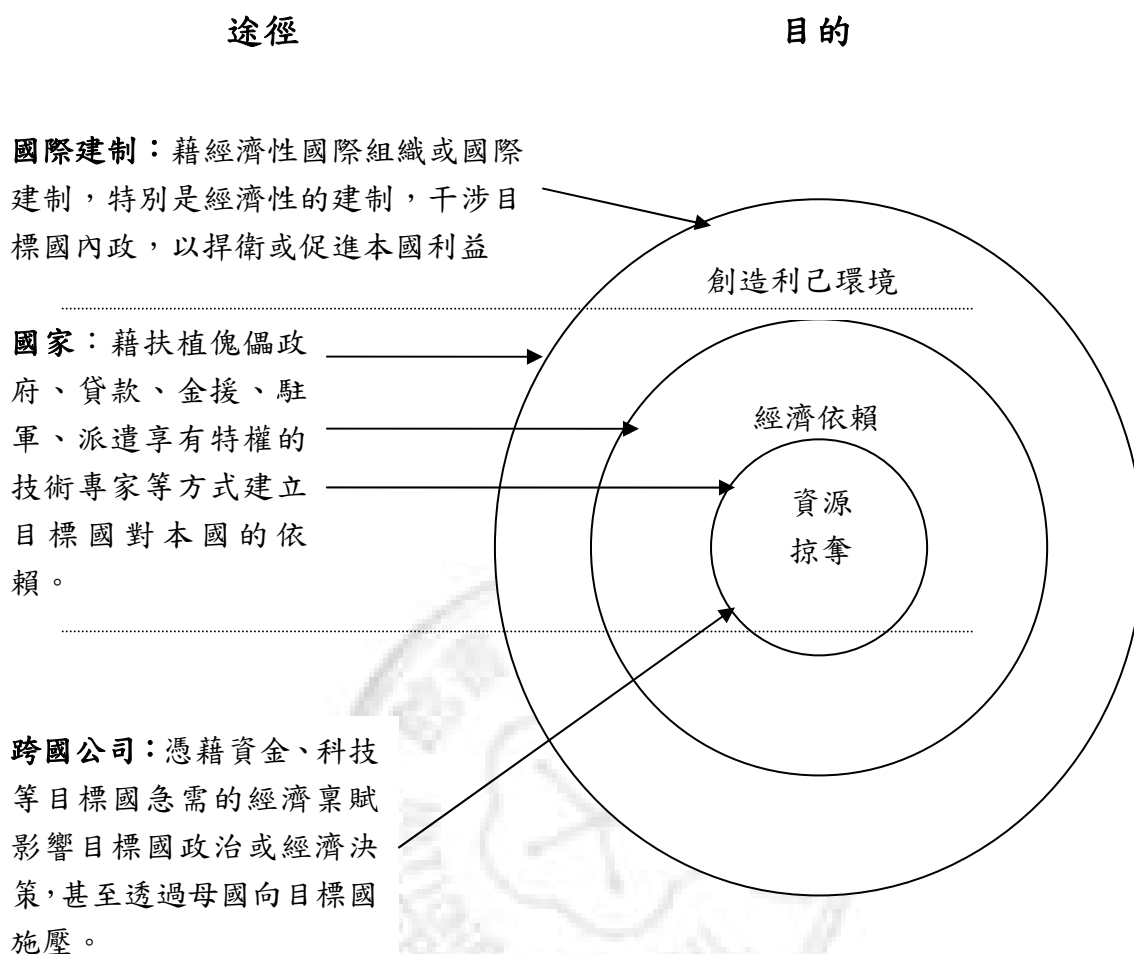 途徑
目的
國際建制：藉經濟性國際組織或國際
建制，特別是經濟性的建制，干涉目
標國內政，以捍衛或促進本國利益
創造利己環境
國家：藉扶植傀儡政
府、貸款、金援、駐
軍、派遣享有特權的
技術專家等方式建立
目標國對本國的依
賴。
經濟依賴
資源
掠奪
跨國公司：憑藉資金、科技
等目標國急需的經濟稟賦
影響目標國政治或經濟決
策，甚至透過母國向目標國
施壓。